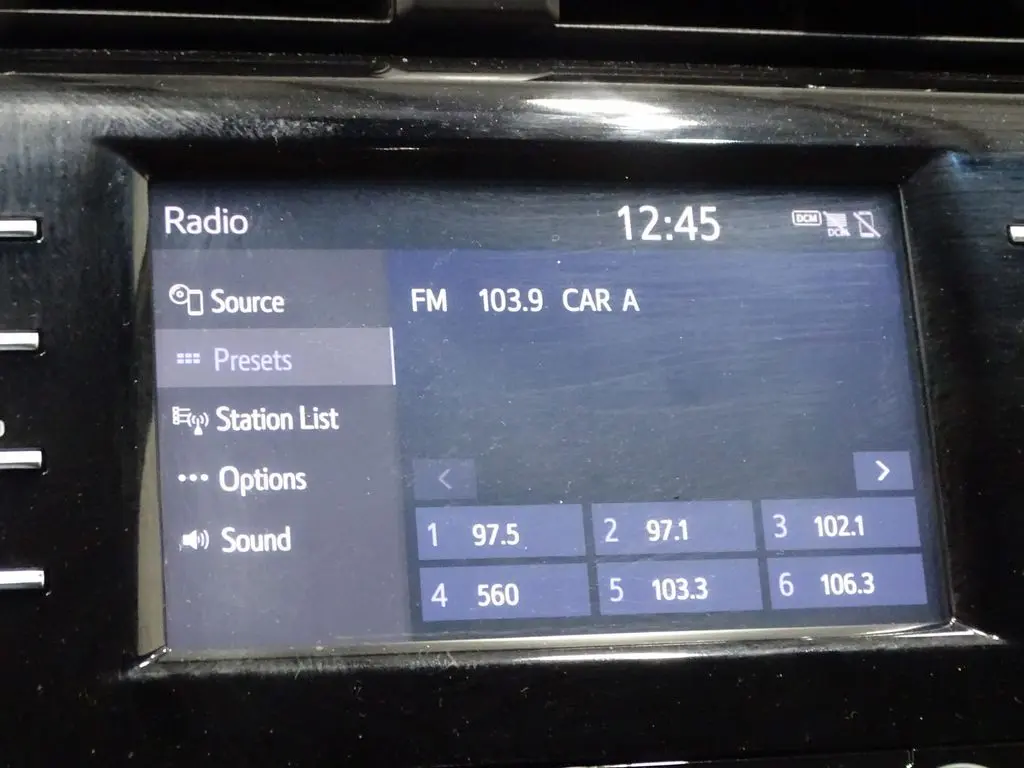 Radio 12:45 DCM DCM
Source
FM 103.9 CAR A
Presets
Station List
Options
< >
Sound
1 97.5 2 97.1 3 102.1
4 560 5 103.3 6 106.3